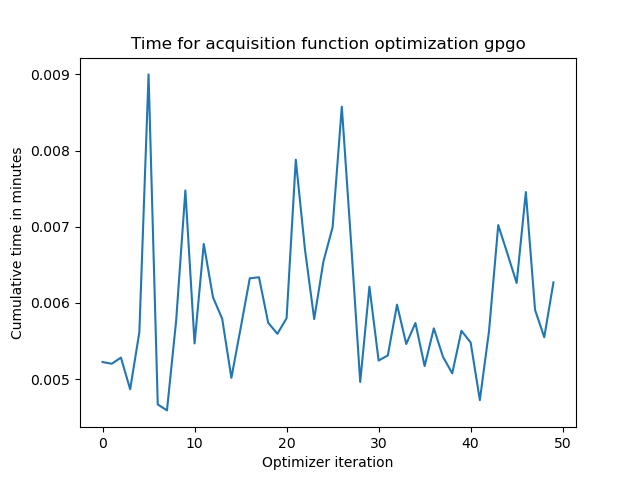 Time for acquisition function optimization gpgo
0.009
0.008
0.007
0.006
0.005
Cumulative time in minutes
0 10 20 30 40 50
Optimizer iteration